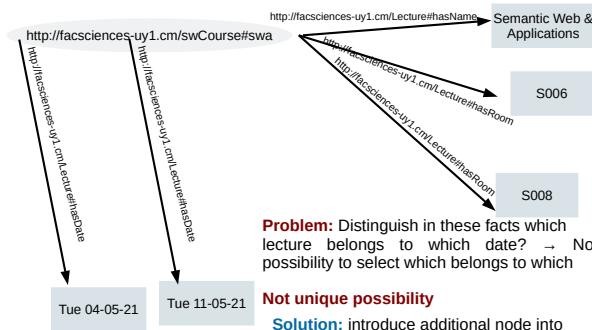 http://facsciences-uy1.cm/Lecture#hasName
Semantic Web &
Applications
http://facsciences-uy1.cm/swCourse#swa
http://facsciences-uy1.cm/Lecture#hasRoom
S006
http://facsciences-uy1.cm/Lecture#hasRoom
S008
http://facsciences-uy1.cm/Lecture#hasDate
http://facsciences-uy1.cm/Lecture#hasDate
Tue 04-05-21
Tue 11-05-21
Problem: Distinguish in these facts which
lecture belongs to which date? → No
possibility to select which belongs to which
Not unique possibility
Solution: introduce additional node into